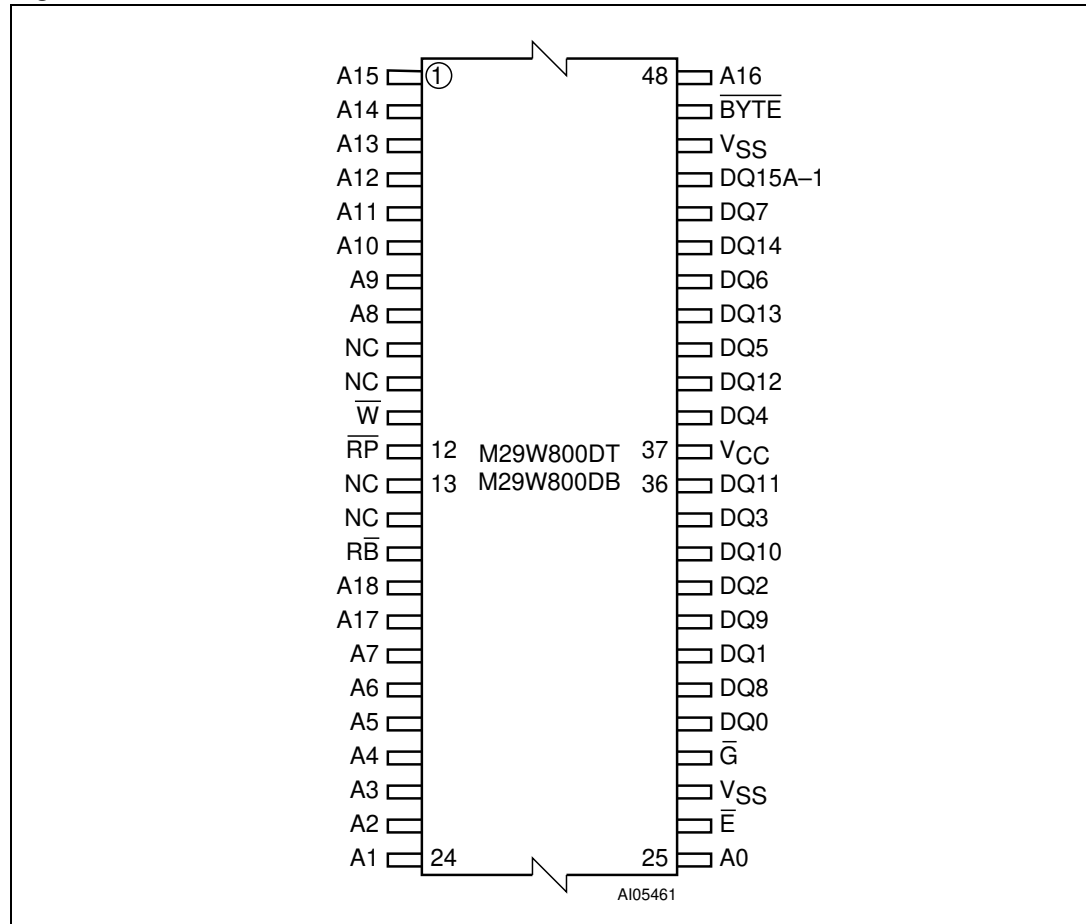 A15 ① 48 A16
A14 B̅Y̅T̅E̅
A13 VSS
A12 DQ15A–1
A11 DQ7
A10 DQ14
A9 DQ6
A8 DQ13
NC DQ5
NC DQ12
W̅ DQ4
R̅P̅ 12 M29W800DT 37 VCC
NC 13 M29W800DB 36 DQ11
NC DQ3
RB̅ DQ10
A18 DQ2
A17 DQ9
A7 DQ1
A6 DQ8
A5 DQ0
A4 G̅
A3 VSS
A2 E̅
A1 24 25 A0
AI05461